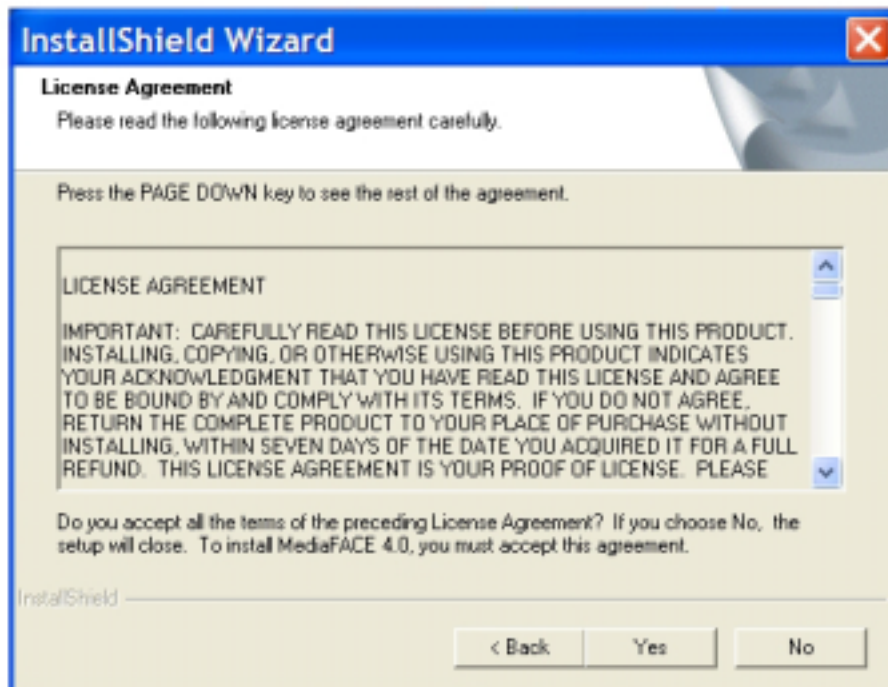 InstallShield Wizard
License Agreement
Please read the following license agreement carefully.
Press the PAGE DOWN key to see the rest of the agreement.
LICENSE AGREEMENT
IMPORTANT:  CAREFULLY READ THIS LICENSE BEFORE USING THIS PRODUCT.
INSTALLING, COPYING, OR OTHERWISE USING THIS PRODUCT INDICATES
YOUR ACKNOWLEDGMENT THAT YOU HAVE READ THIS LICENSE AND AGREE
TO BE BOUND BY AND COMPLY WITH ITS TERMS.  IF YOU DO NOT AGREE,
RETURN THE COMPLETE PRODUCT TO YOUR PLACE OF PURCHASE WITHOUT
INSTALLING, WITHIN SEVEN DAYS OF THE DATE YOU ACQUIRED IT FOR A FULL
REFUND.  THIS LICENSE AGREEMENT IS YOUR PROOF OF LICENSE.  PLEASE
Do you accept all the terms of the preceding License Agreement?  If you choose No,  the
setup will close.  To install MediaFACE 4.0, you must accept this agreement.
InstallShield
< Back
Yes
No